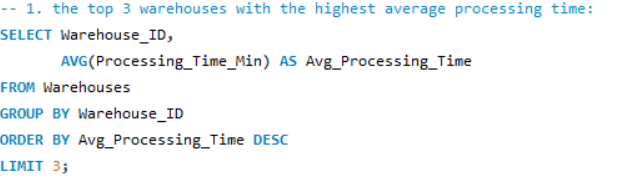 -- 1. the top 3 warehouses with the highest average processing time:
SELECT Warehouse_ID,
       AVG(Processing_Time_Min) AS Avg_Processing_Time
FROM Warehouses
GROUP BY Warehouse_ID
ORDER BY Avg_Processing_Time DESC
LIMIT 3;